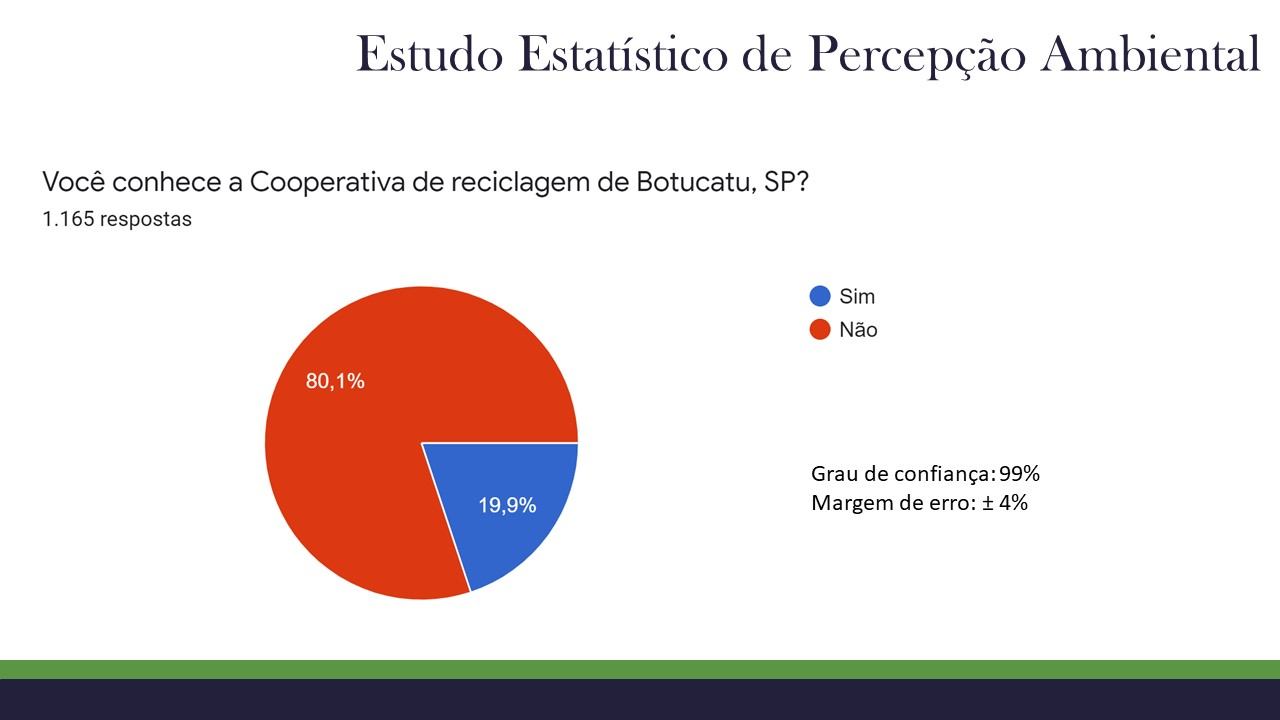 Estudo Estatístico de Percepção Ambiental
Você conhece a Cooperativa de reciclagem de Botucatu, SP?
1.165 respostas
Sim
Não
80,1%
19,9%
Grau de confiança: 99%
Margem de erro: ± 4%